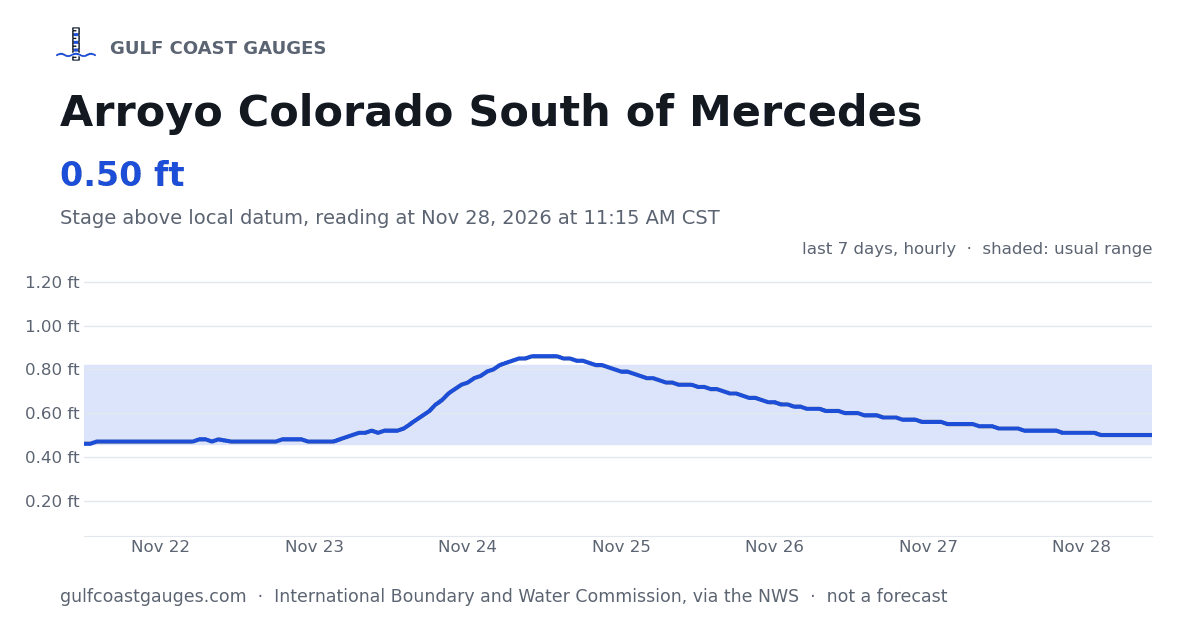 GULF COAST GAUGES
Arroyo Colorado South of Mercedes
0.50 ft
Stage above local datum, reading at Nov 28, 2026 at 11:15 AM CST
last 7 days, hourly · shaded: usual range
1.20 ft
1.00 ft
0.80 ft
0.60 ft
0.40 ft
0.20 ft
Nov 22 Nov 23 Nov 24 Nov 25 Nov 26 Nov 27 Nov 28
gulfcoastgauges.com · International Boundary and Water Commission, via the NWS · not a forecast